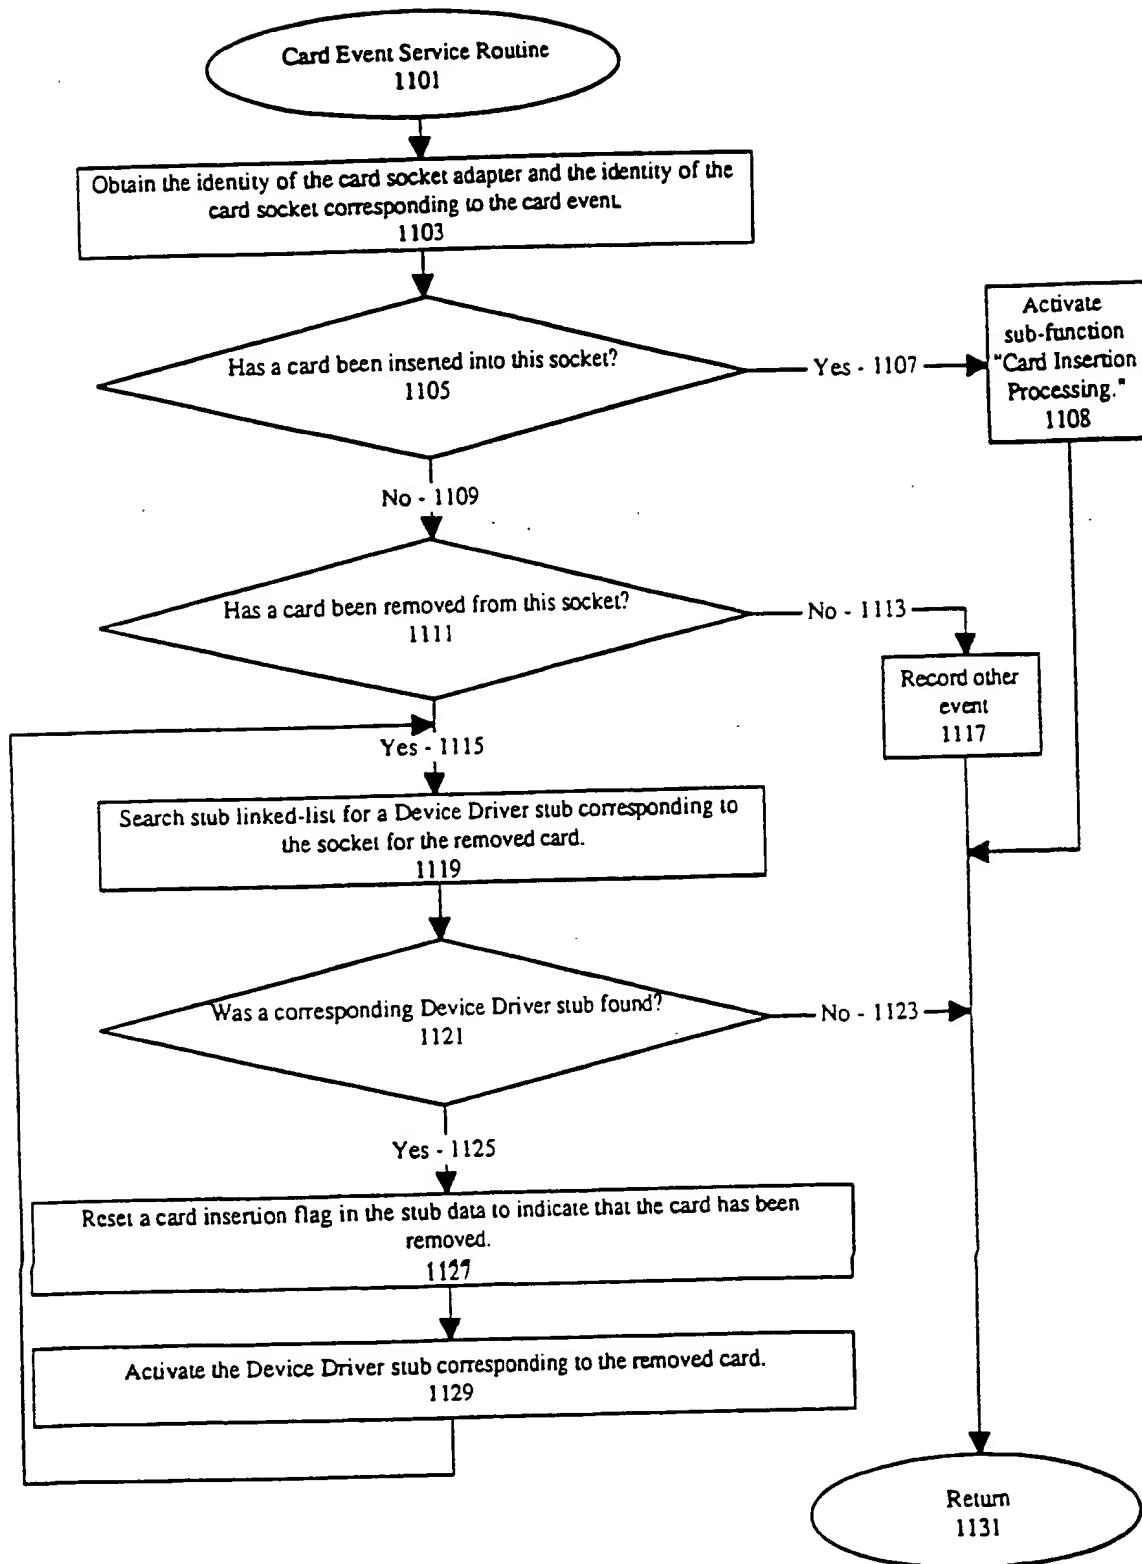 Card Event Service Routine
1101
Obtain the identity of the card socket adapter and the identity of the
card socket corresponding to the card event.
1103
Has a card been inserted into this socket?
1105
Yes - 1107
Activate
sub-function
"Card Insertion
Processing."
1108
No - 1109
Has a card been removed from this socket?
1111
No - 1113
Record other
event
1117
Yes - 1115
Search stub linked-list for a Device Driver stub corresponding to
the socket for the removed card.
1119
Was a corresponding Device Driver stub found?
1121
No - 1123
Yes - 1125
Reset a card insertion flag in the stub data to indicate that the card has been
removed.
1127
Activate the Device Driver stub corresponding to the removed card.
1129
Return
1131